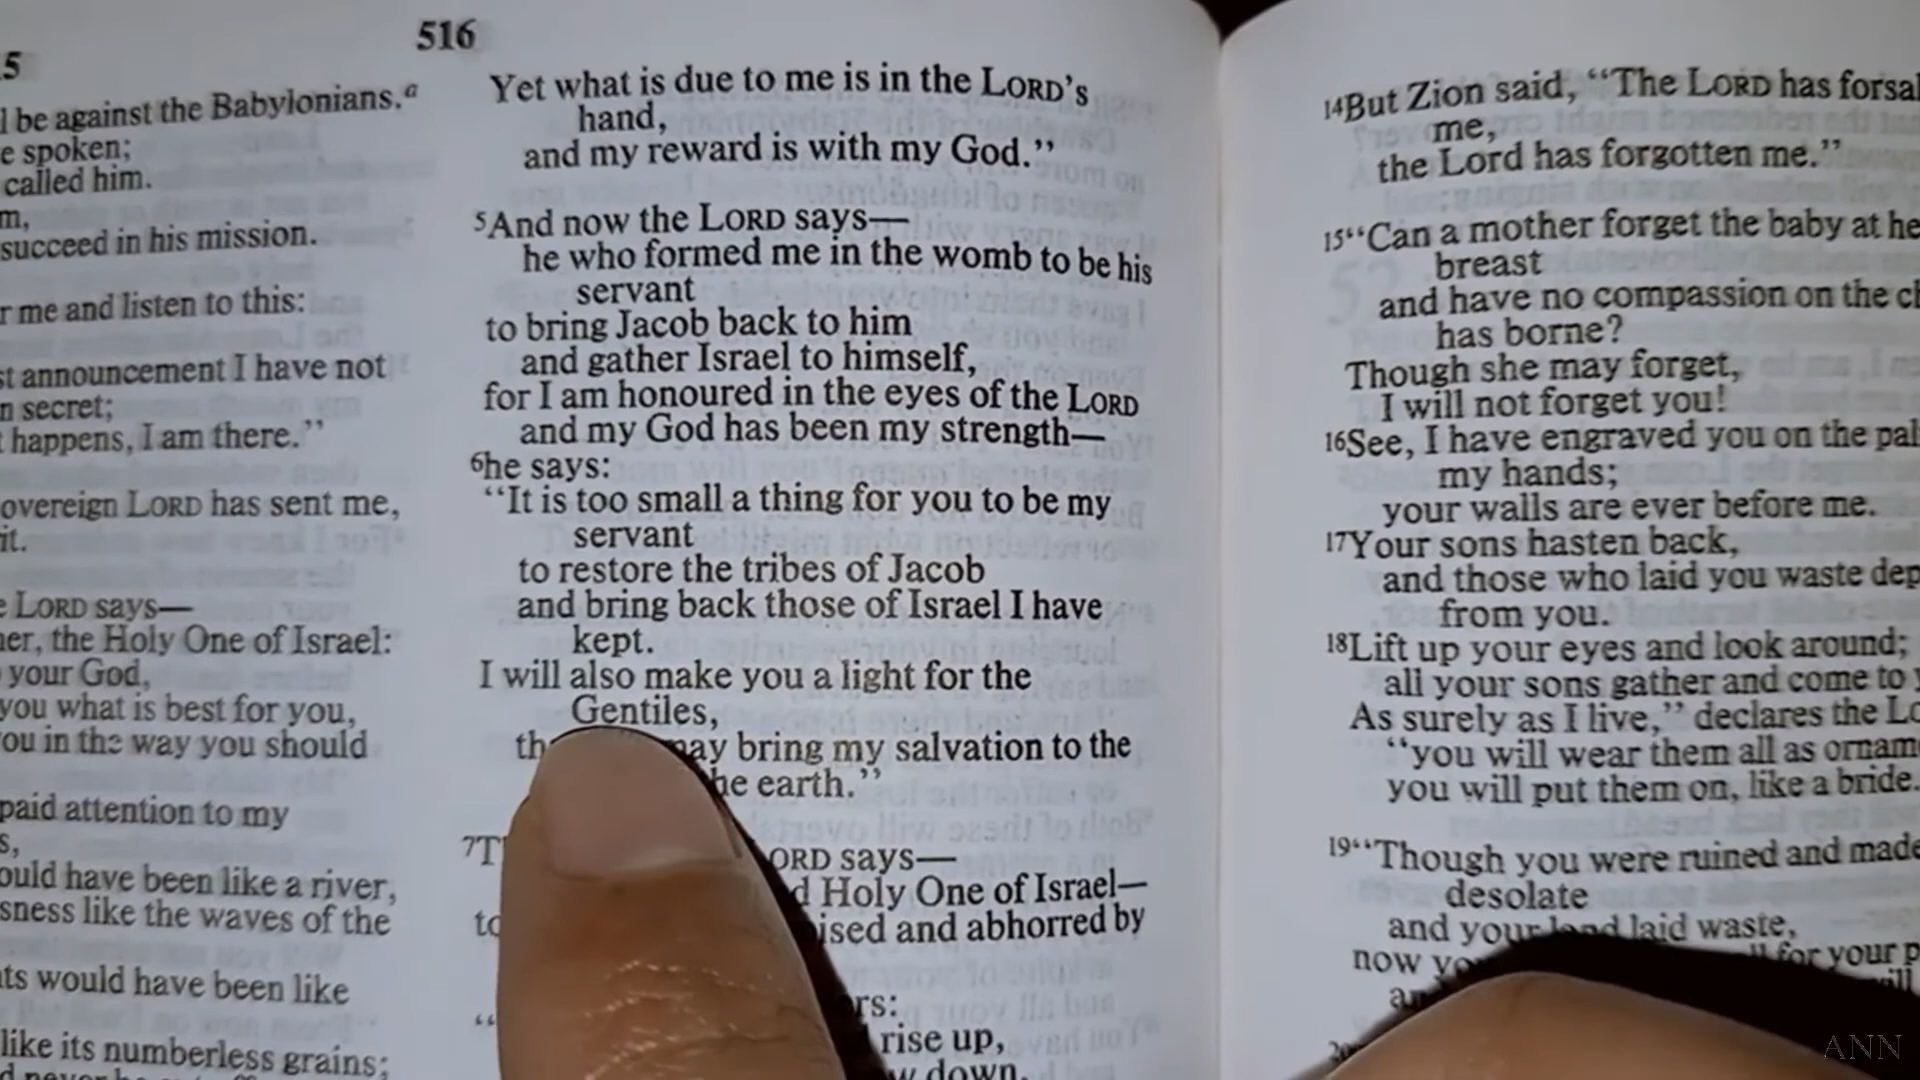 516
5
l be against the Babylonians.a
e spoken;
called him.
m,
succeed in his mission.
r me and listen to this:
st announcement I have not
n secret;
t happens, I am there.”
overeign LORD has sent me,
it.
e LORD says—
er, the Holy One of Israel:
your God,
you what is best for you,
ou in the way you should
paid attention to my
s,
ould have been like a river,
sness like the waves of the
nts would have been like
like its numberless grains;
Yet what is due to me is in the LORD’s
hand,
and my reward is with my God.”
5And now the LORD says—
he who formed me in the womb to be his
servant
to bring Jacob back to him
and gather Israel to himself,
for I am honoured in the eyes of the LORD
and my God has been my strength—
6he says:
“It is too small a thing for you to be my
servant
to restore the tribes of Jacob
and bring back those of Israel I have
kept.
I will also make you a light for the
Gentiles,
th ay bring my salvation to the
he earth.”
7T ORD says—
d Holy One of Israel—
to ised and abhorred by
“ rs:
rise up,
w down,
14But Zion said, “The LORD has forsa
me,
the Lord has forgotten me.”
15“Can a mother forget the baby at he
breast
and have no compassion on the c
has borne?
Though she may forget,
I will not forget you!
16See, I have engraved you on the pal
my hands;
your walls are ever before me.
17Your sons hasten back,
and those who laid you waste dep
from you.
18Lift up your eyes and look around;
all your sons gather and come to y
As surely as I live,” declares the Lo
“you will wear them all as ornam
you will put them on, like a bride.
19“Though you were ruined and made
desolate
and your land laid waste,
now yo for your p
ANN